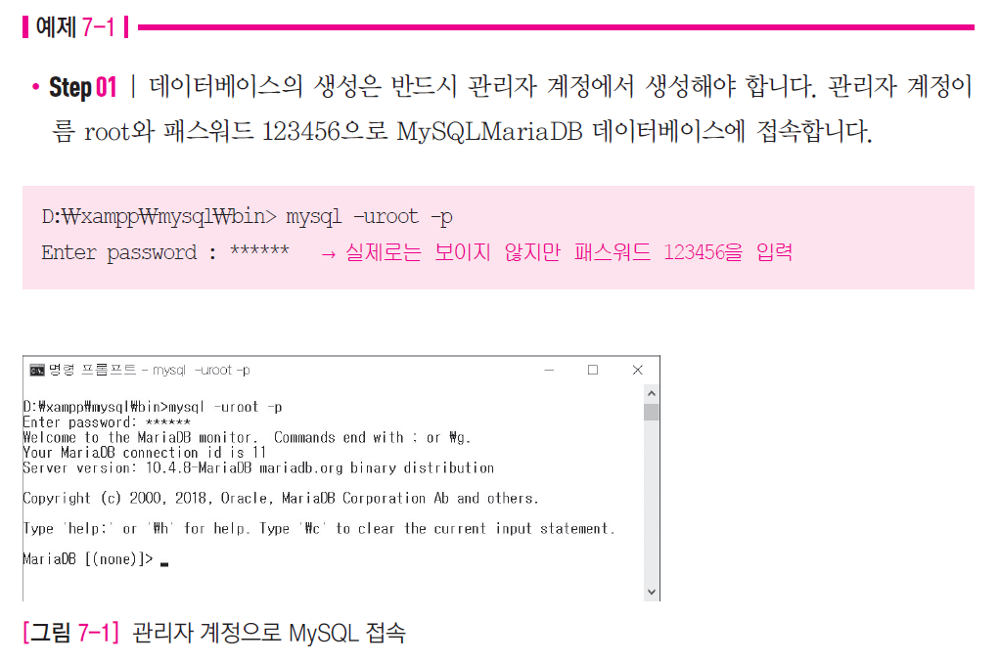 예제 7-1
• Step 01 | 데이터베이스의 생성은 반드시 관리자 계정에서 생성해야 합니다. 관리자 계정이
름 root와 패스워드 123456으로 MySQLMariaDB 데이터베이스에 접속합니다.
D:₩xampp₩mysql₩bin> mysql -uroot -p
Enter password : ****** → 실제로는 보이지 않지만 패스워드 123456을 입력
명령 프롬프트 - mysql -uroot -p
D:₩xampp₩mysql₩bin>mysql -uroot -p
Enter password: ******
Welcome to the MariaDB monitor. Commands end with ; or ₩g.
Your MariaDB connection id is 11
Server version: 10.4.8-MariaDB mariadb.org binary distribution
Copyright (c) 2000, 2018, Oracle, MariaDB Corporation Ab and others.
Type 'help;' or '₩h' for help. Type '₩c' to clear the current input statement.
MariaDB [(none)]> _
[그림 7-1] 관리자 계정으로 MySQL 접속